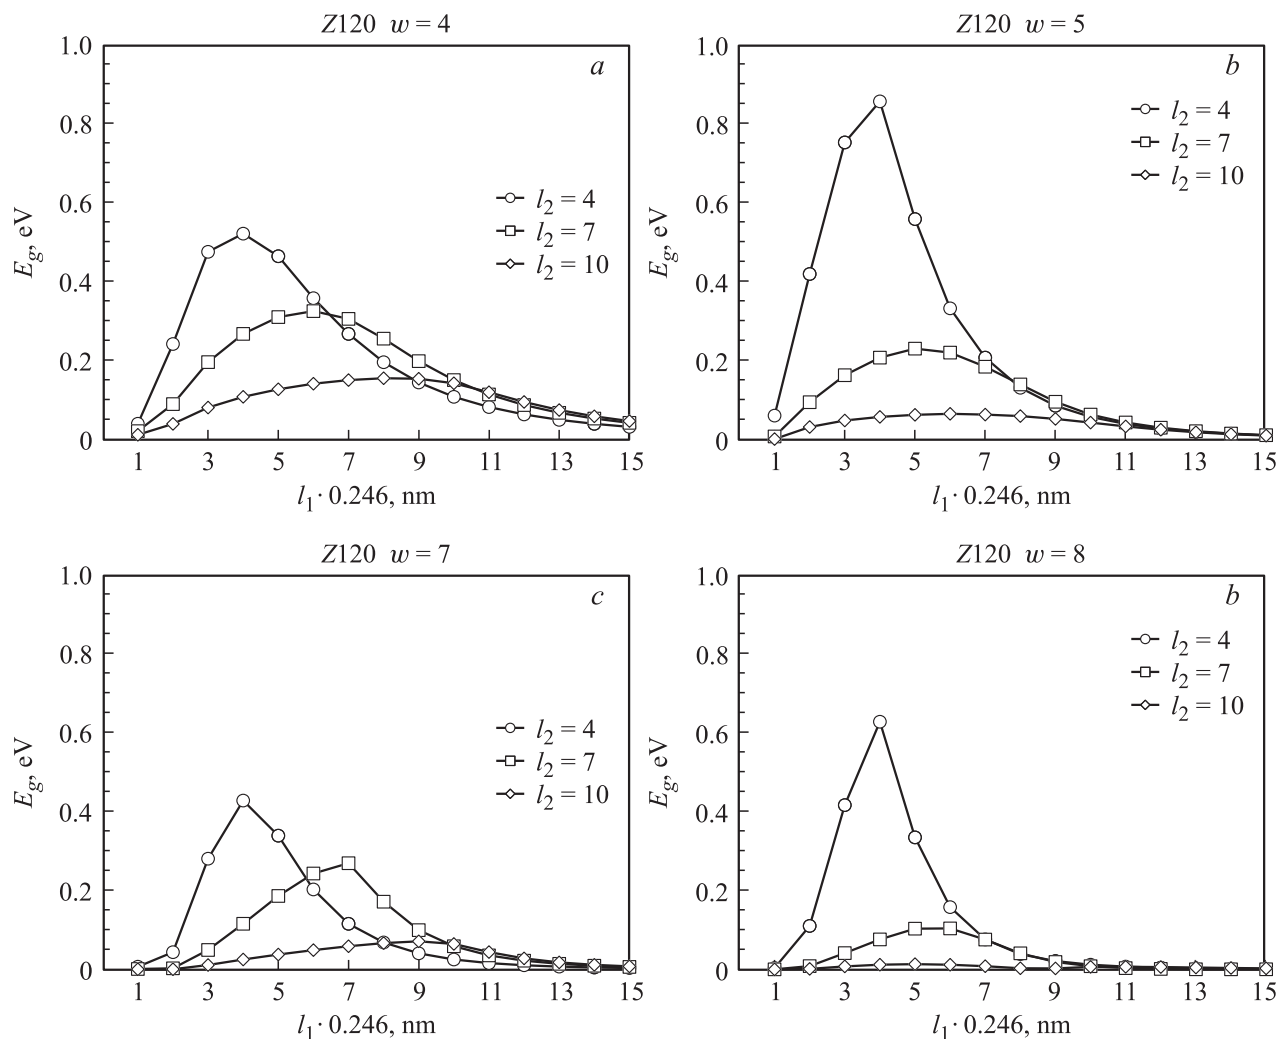 Z120 w = 4
a
1.0
0.8
0.6
0.4
0.2
0
E_g, eV
l_2 = 4
l_2 = 7
l_2 = 10
1 3 5 7 9 11 13 15
l_1 · 0.246, nm
Z120 w = 5
b
1.0
0.8
0.6
0.4
0.2
0
E_g, eV
l_2 = 4
l_2 = 7
l_2 = 10
1 3 5 7 9 11 13 15
l_1 · 0.246, nm
Z120 w = 7
c
1.0
0.8
0.6
0.4
0.2
0
E_g, eV
l_2 = 4
l_2 = 7
l_2 = 10
1 3 5 7 9 11 13 15
l_1 · 0.246, nm
Z120 w = 8
b
1.0
0.8
0.6
0.4
0.2
0
E_g, eV
l_2 = 4
l_2 = 7
l_2 = 10
1 3 5 7 9 11 13 15
l_1 · 0.246, nm